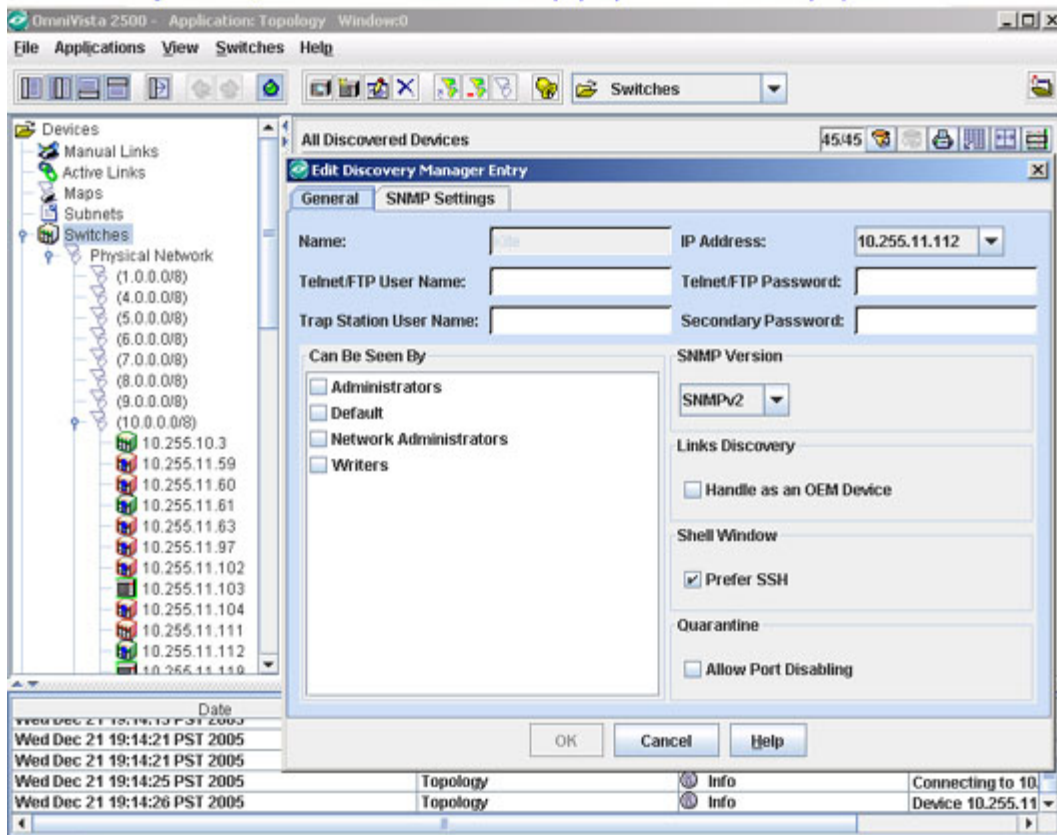 OmniVista 2500 - Application: Topology Window:0
File Applications View Switches Help
Switches
Devices
Manual Links
Active Links
Maps
Subnets
Switches
Physical Network
(1.0.0.0/8)
(4.0.0.0/8)
(5.0.0.0/8)
(6.0.0.0/8)
(7.0.0.0/8)
(8.0.0.0/8)
(9.0.0.0/8)
(10.0.0.0/8)
10.255.10.3
10.255.11.59
10.255.11.60
10.255.11.61
10.255.11.63
10.255.11.97
10.255.11.102
10.255.11.103
10.255.11.104
10.255.11.111
10.255.11.112
All Discovered Devices
45/45
Edit Discovery Manager Entry
General SNMP Settings
Name:
IP Address: 10.255.11.112
Telnet/FTP User Name:
Telnet/FTP Password:
Trap Station User Name:
Secondary Password:
Can Be Seen By
Administrators
Default
Network Administrators
Writers
SNMP Version
SNMPv2
Links Discovery
Handle as an OEM Device
Shell Window
Prefer SSH
Quarantine
Allow Port Disabling
OK Cancel Help
Date
Wed Dec 21 19:14:21 PST 2005
Wed Dec 21 19:14:21 PST 2005
Wed Dec 21 19:14:25 PST 2005 Topology Info Connecting to 10.
Wed Dec 21 19:14:26 PST 2005 Topology Info Device 10.255.11